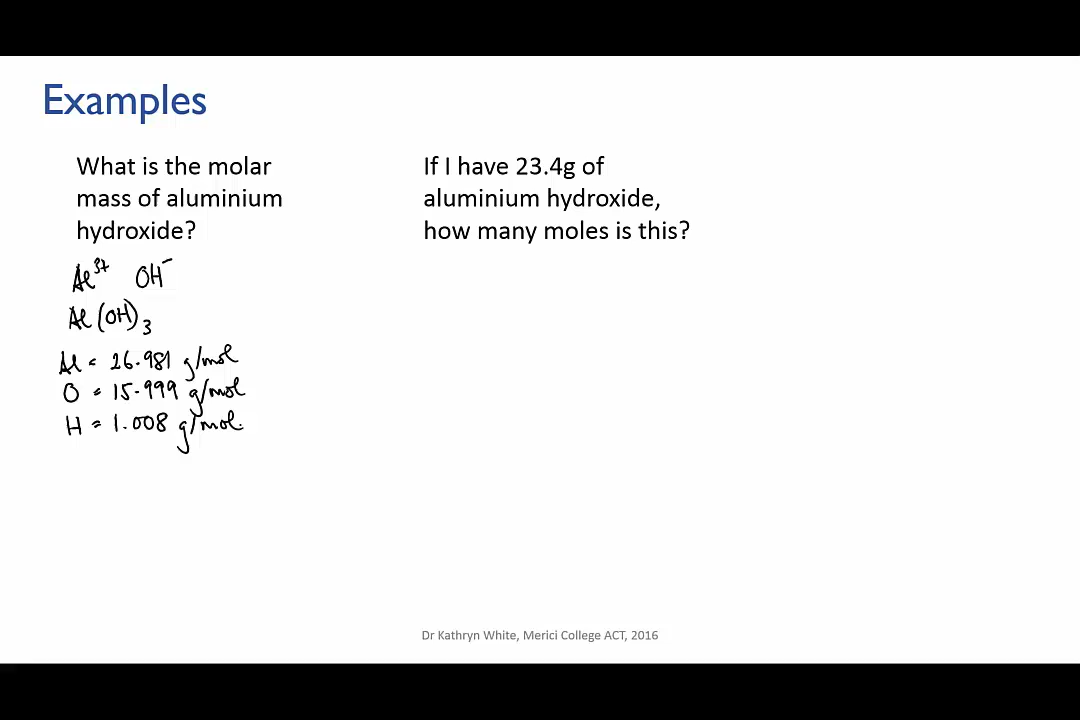 Examples
What is the molar
mass of aluminium
hydroxide?
Al³⁺ OH⁻
Al(OH)₃
Al = 26.981 g/mol
O = 15.999 g/mol
H = 1.008 g/mol.
If I have 23.4g of
aluminium hydroxide,
how many moles is this?
Dr Kathryn White, Merici College ACT, 2016